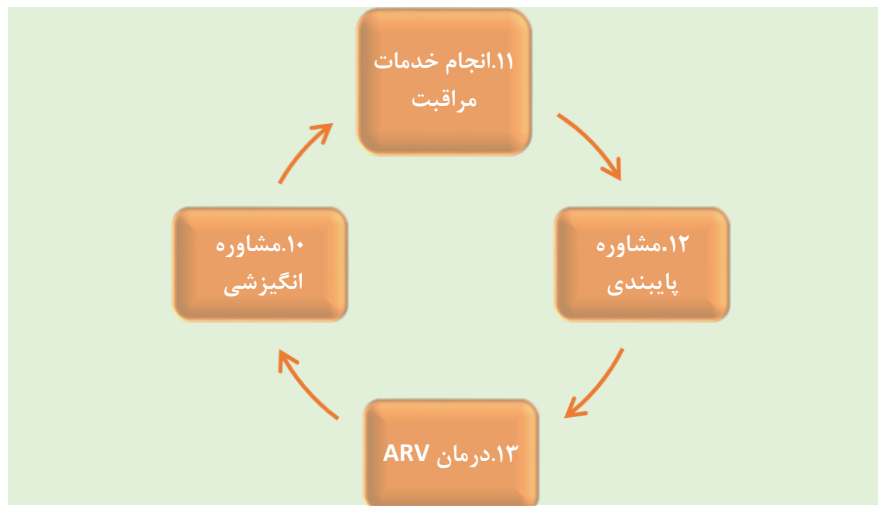 ۱۱.انجام خدمات
مراقبت
۱۰.مشاوره
انگیزشی
۱۲.مشاوره
پایبندی
۱۳.درمان ARV